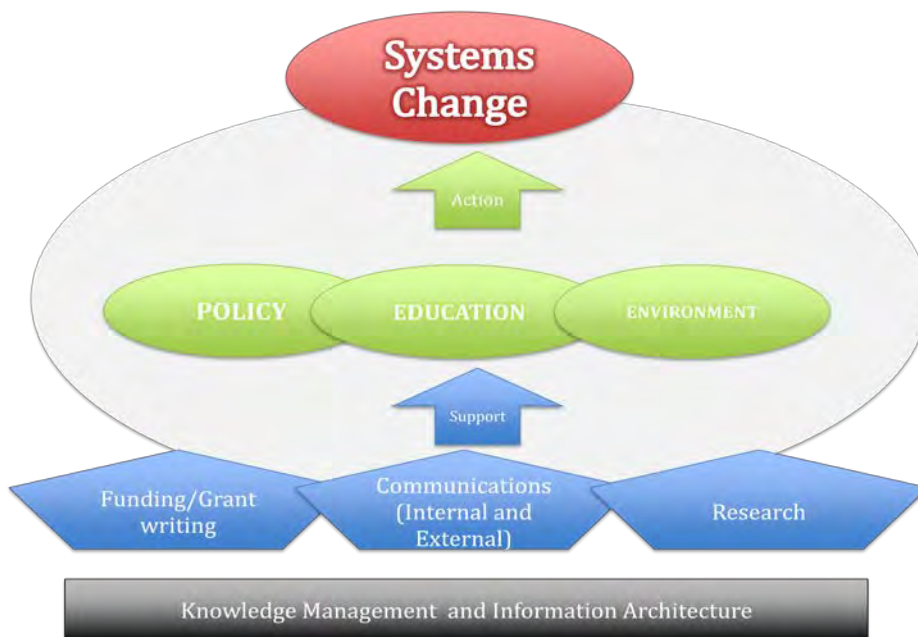 Systems
Change
Action
POLICY
EDUCATION
ENVIRONMENT
Support
Funding/Grant
writing
Communications
(Internal and
External)
Research
Knowledge Management and Information Architecture